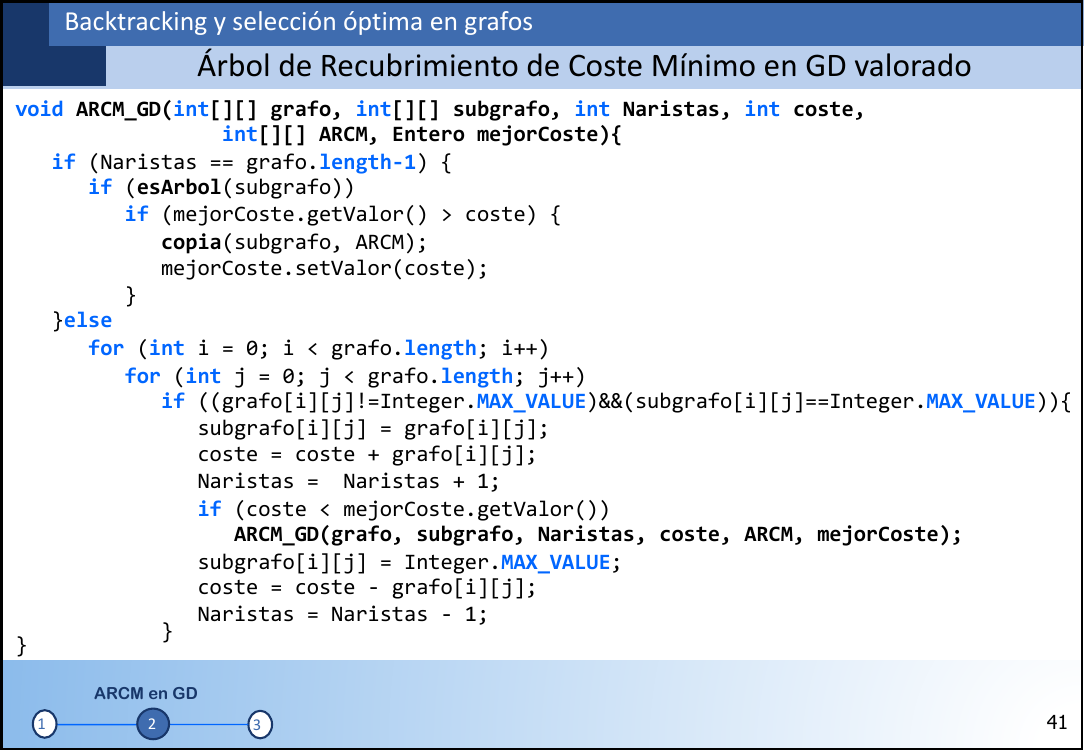 Backtracking y selección óptima en grafos
Árbol de Recubrimiento de Coste Mínimo en GD valorado
void ARCM_GD(int[][] grafo, int[][] subgrafo, int Naristas, int coste,
                 int[][] ARCM, Entero mejorCoste){
   if (Naristas == grafo.length-1) {
      if (esArbol(subgrafo))
         if (mejorCoste.getValor() > coste) {
            copia(subgrafo, ARCM);
            mejorCoste.setValor(coste);
         }
   }else
      for (int i = 0; i < grafo.length; i++)
         for (int j = 0; j < grafo.length; j++)
            if ((grafo[i][j]!=Integer.MAX_VALUE)&&(subgrafo[i][j]==Integer.MAX_VALUE)){
               subgrafo[i][j] = grafo[i][j];
               coste = coste + grafo[i][j];
               Naristas =  Naristas + 1;
               if (coste < mejorCoste.getValor())
                  ARCM_GD(grafo, subgrafo, Naristas, coste, ARCM, mejorCoste);
               subgrafo[i][j] = Integer.MAX_VALUE;
               coste = coste - grafo[i][j];
               Naristas = Naristas - 1;
            }
}
ARCM en GD
1 2 3
41